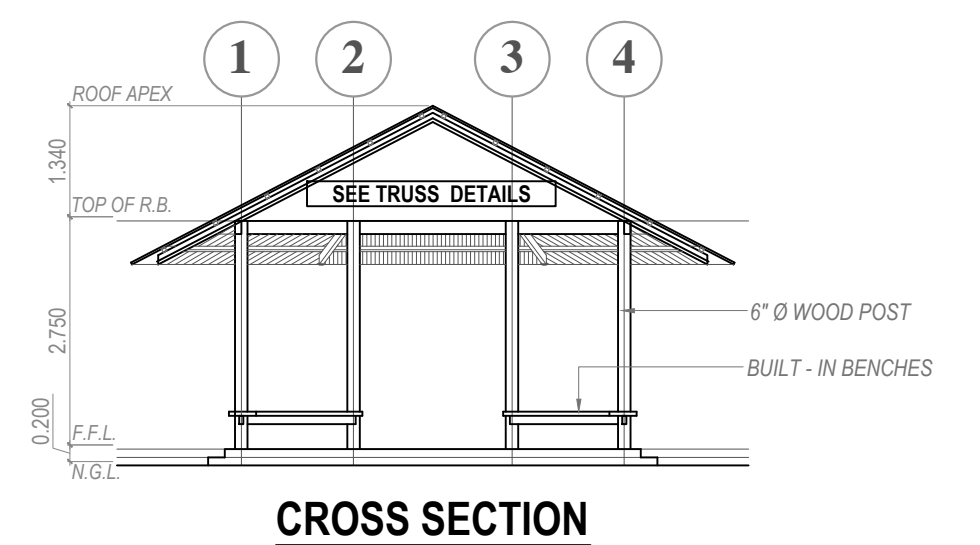 1 2 3 4
ROOF APEX
1.340
SEE TRUSS DETAILS
TOP OF R.B.
2.750
6" Ø WOOD POST
BUILT - IN BENCHES
0.200
F.F.L.
N.G.L.
CROSS SECTION